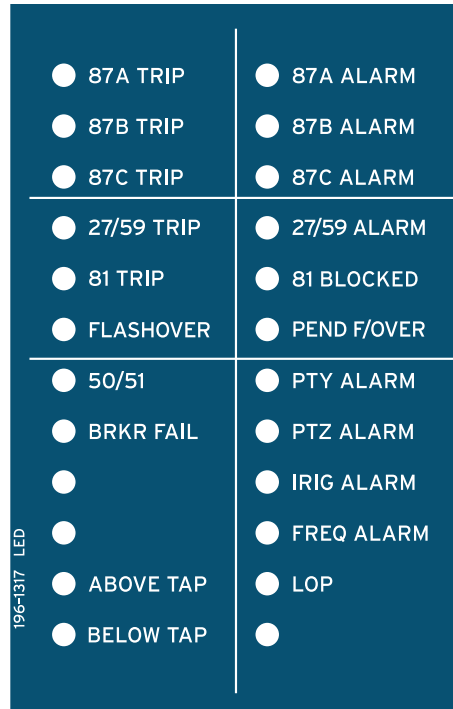 87A TRIP
87B TRIP
87C TRIP
27/59 TRIP
81 TRIP
FLASHOVER
50/51
BRKR FAIL
ABOVE TAP
BELOW TAP
87A ALARM
87B ALARM
87C ALARM
27/59 ALARM
81 BLOCKED
PEND F/OVER
PTY ALARM
PTZ ALARM
IRIG ALARM
FREQ ALARM
LOP
196-1317 LED